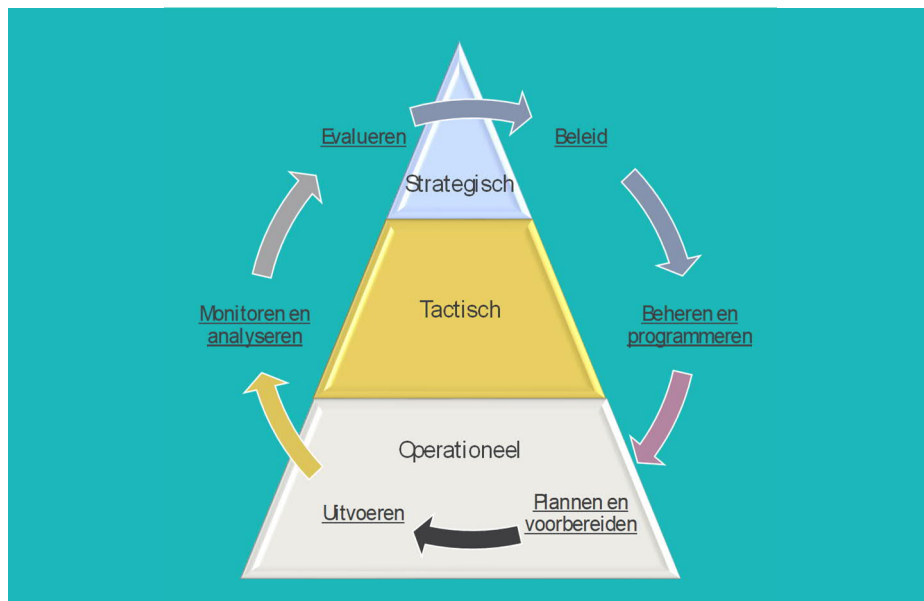 Evalueren
Beleid
Strategisch
Tactisch
Monitoren en
analyseren
Beheren en
programmeren
Operationeel
Uitvoeren
Plannen en
voorbereiden